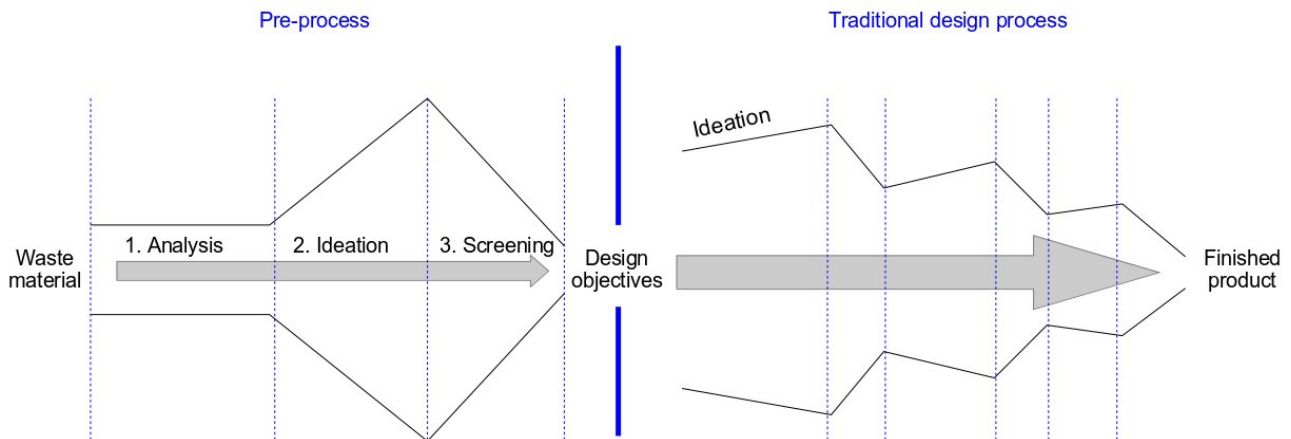 Pre-process
Traditional design process
Ideation
1. Analysis
2. Ideation
3. Screening
Waste
material
Design
objectives
Finished
product